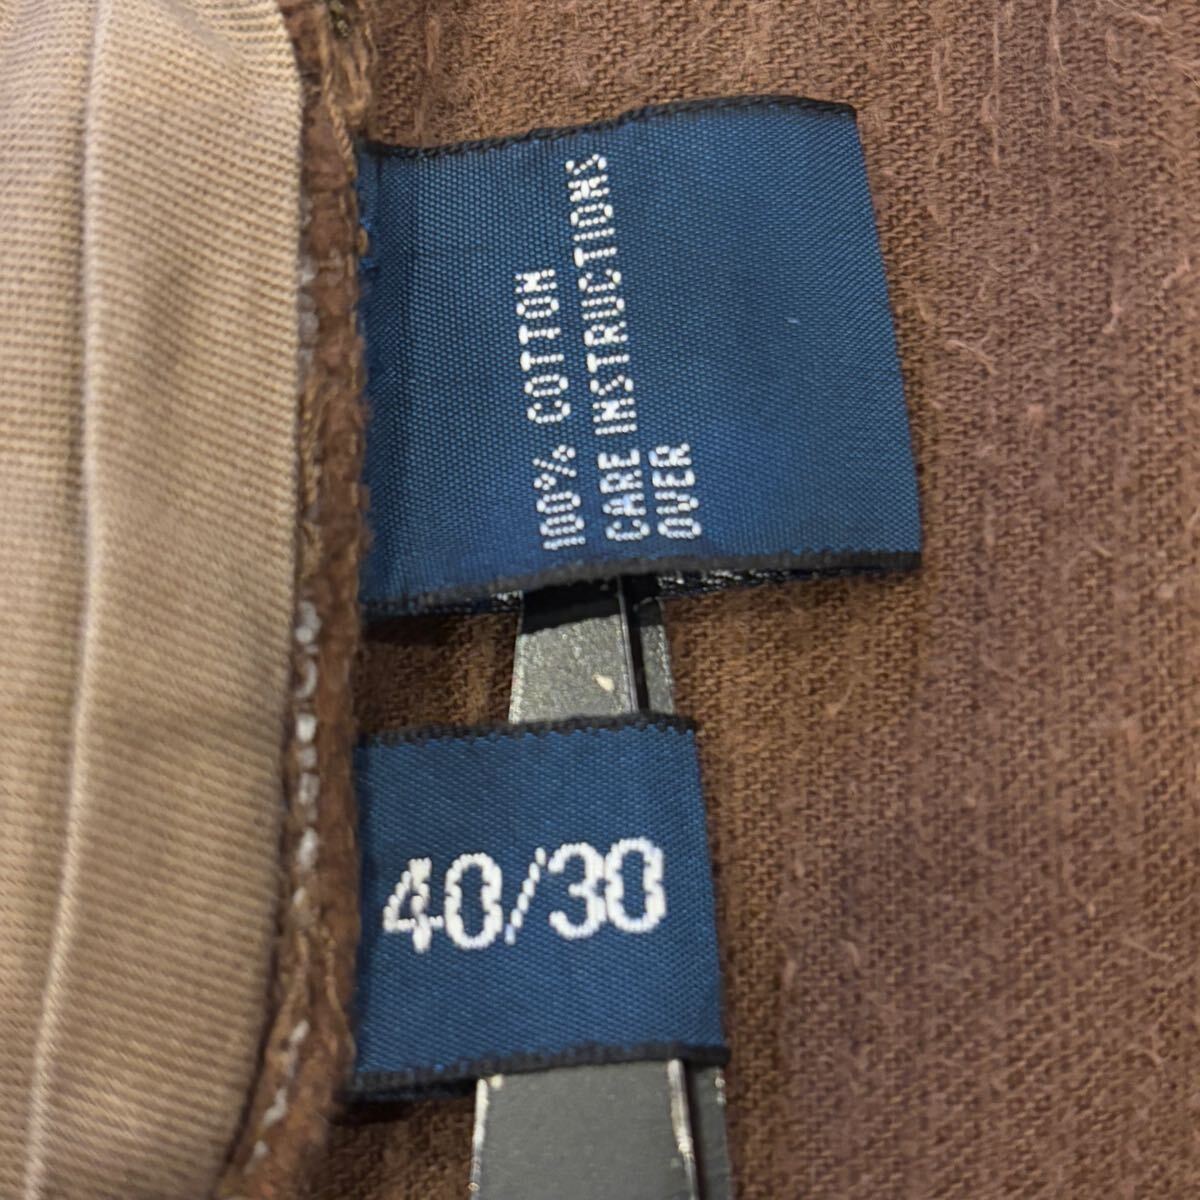 100% COTTON
CARE INSTRUCTIONS
OVER
40/30